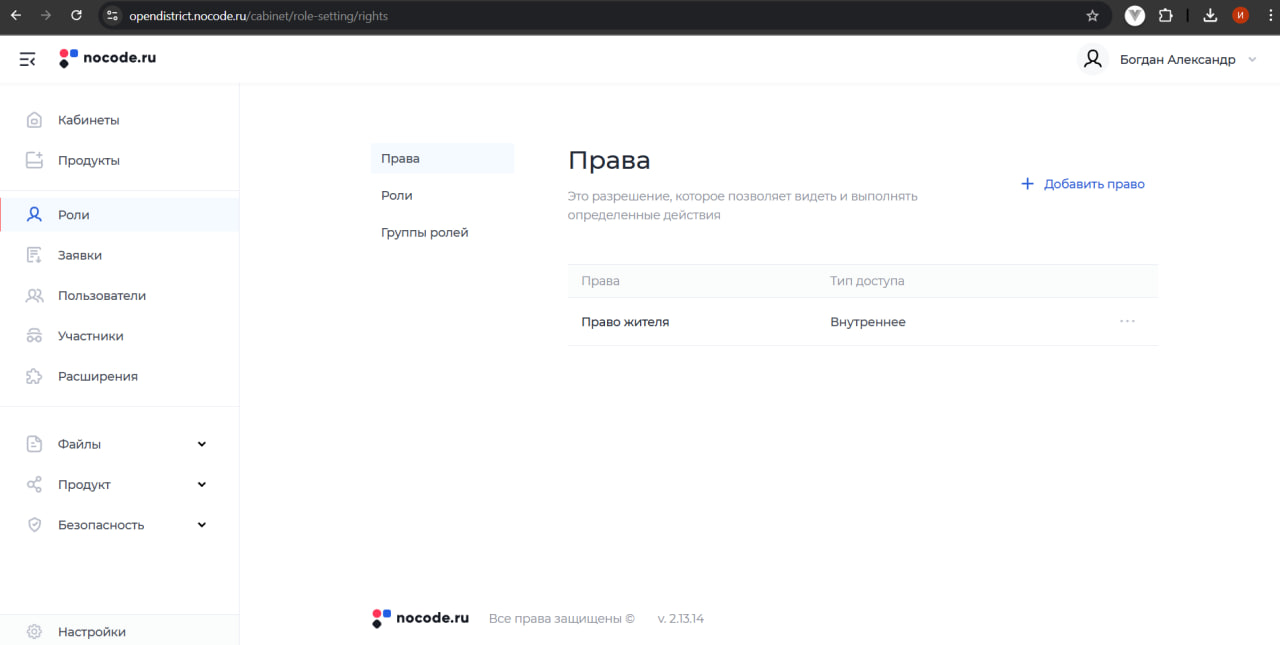 opendistrict.nocode.ru/cabinet/role-setting/rights
И
nocode.ru
Богдан Александр
Кабинеты
Продукты
Роли
Заявки
Пользователи
Участники
Расширения
Файлы
Продукт
Безопасность
Настройки
Права
Роли
Группы ролей
Права
Это разрешение, которое позволяет видеть и выполнять
определенные действия
Добавить право
Права Тип доступа
Право жителя Внутреннее
nocode.ru Все права защищены © v. 2.13.14